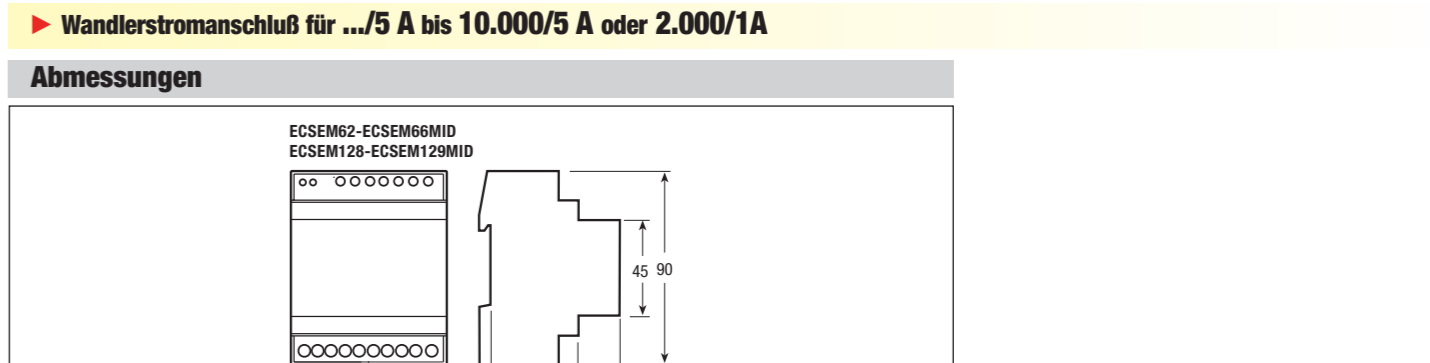 Wandlerstromanschluß für .../5 A bis 10.000/5 A oder 2.000/1A
Abmessungen
ECSEM62-ECSEM66MID
ECSEM128-ECSEM129MID
45 90